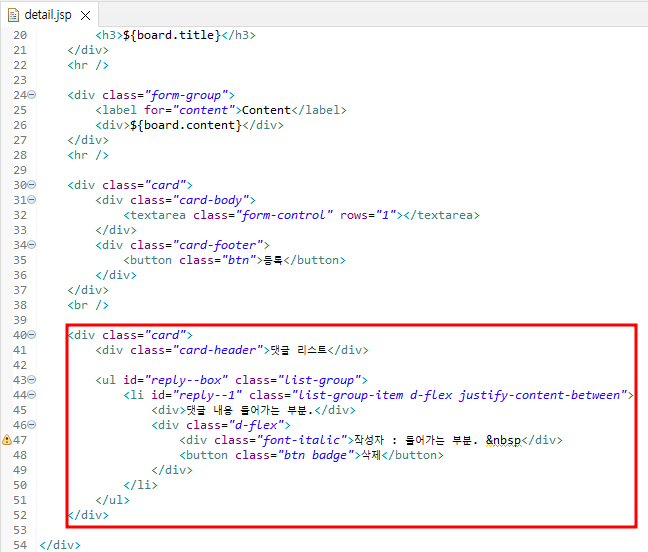 detail.jsp
20 <h3>${board.title}</h3>
21 </div>
22 <hr />
23
24 <div class="form-group">
25 <label for="content">Content</label>
26 <div>${board.content}</div>
27 </div>
28 <hr />
29
30 <div class="card">
31 <div class="card-body">
32 <textarea class="form-control" rows="1"></textarea>
33 </div>
34 <div class="card-footer">
35 <button class="btn">등록</button>
36 </div>
37 </div>
38 <br />
39
40 <div class="card">
41 <div class="card-header">댓글 리스트</div>
42
43 <ul id="reply--box" class="list-group">
44 <li id="reply--1" class="list-group-item d-flex justify-content-between">
45 <div>댓글 내용 들어가는 부분.</div>
46 <div class="d-flex">
47 <div class="font-italic">작성자 : 들어가는 부분. &nbsp</div>
48 <button class="btn badge">삭제</button>
49 </div>
50 </li>
51 </ul>
52 </div>
53
54 </div>